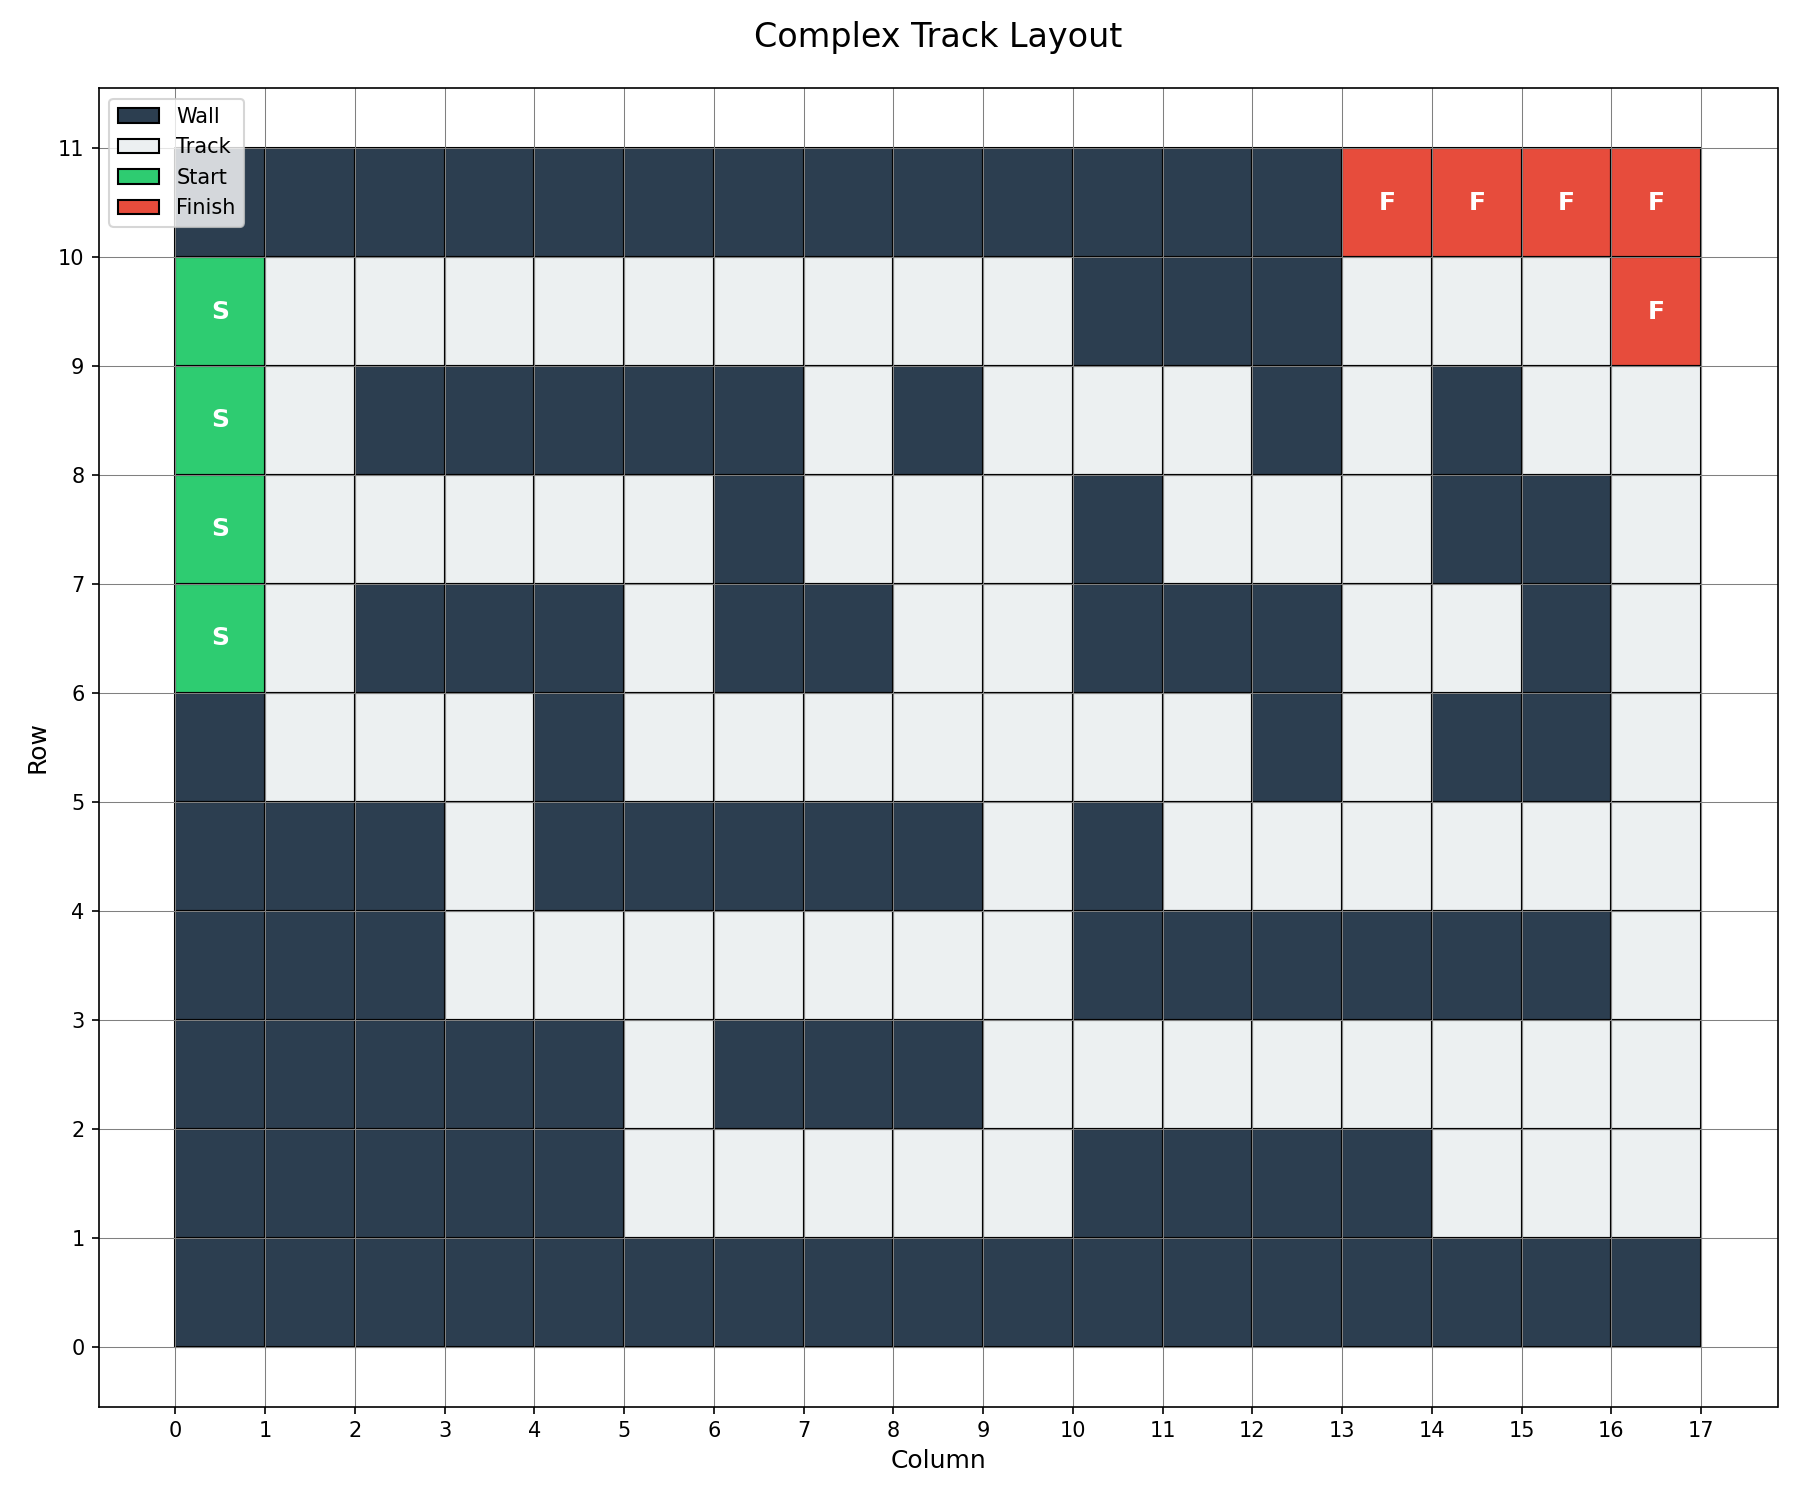 Complex Track Layout
Wall
Track
Start
Finish
11
10
9
8
7
6
5
4
3
2
1
0
Row
F F F F
S F
S
S
S
0 1 2 3 4 5 6 7 8 9 10 11 12 13 14 15 16 17
Column